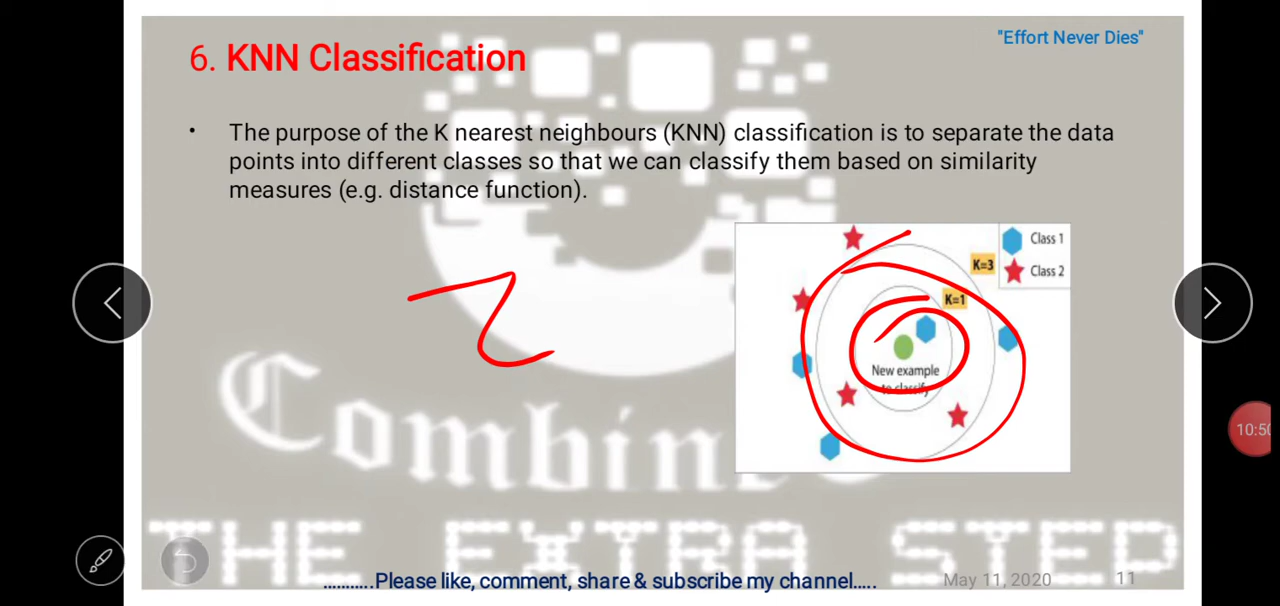 "Effort Never Dies"
6. KNN Classification
• The purpose of the K nearest neighbours (KNN) classification is to separate the data
points into different classes so that we can classify them based on similarity
measures (e.g. distance function).
Class 1
K=3
Class 2
K=1
New example
to classify
Combine
THE EXTRA STEP
...........Please like, comment, share & subscribe my channel.....
May 11, 2020
11
10:50